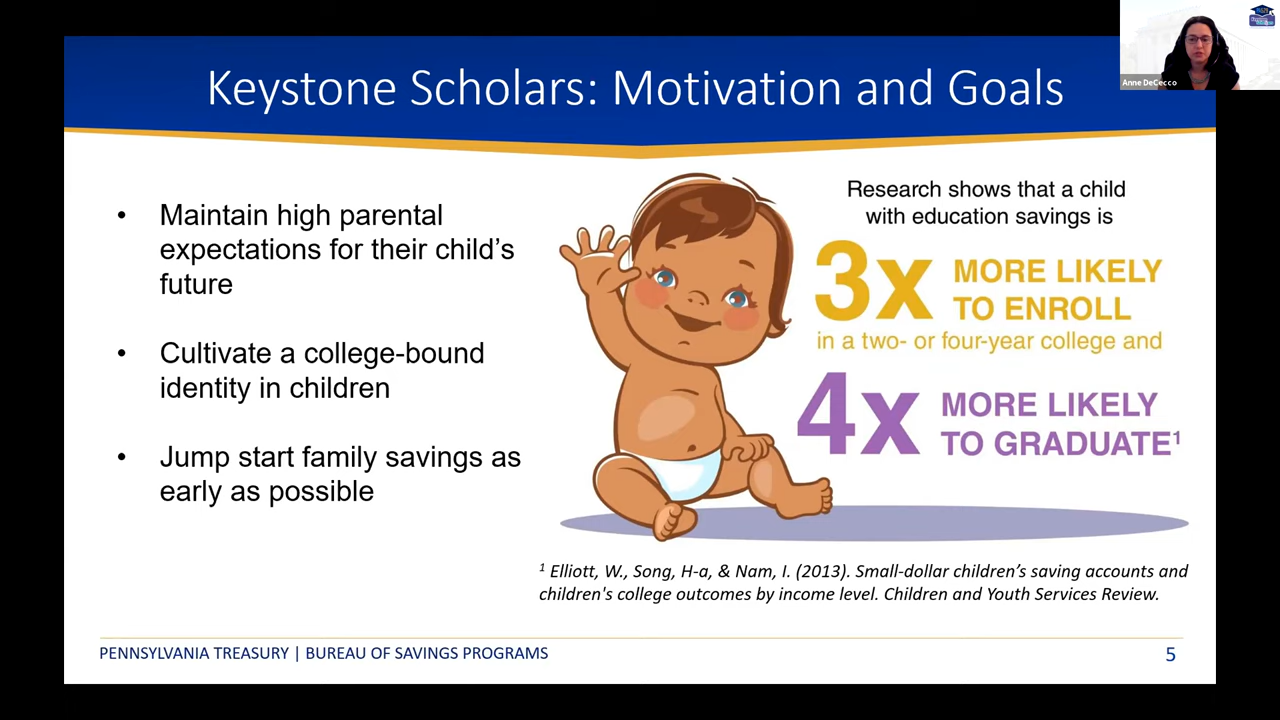 Keystone Scholars: Motivation and Goals
Anne DeCecco
• Maintain high parental
expectations for their child’s
future
• Cultivate a college-bound
identity in children
• Jump start family savings as
early as possible
Research shows that a child
with education savings is
3x MORE LIKELY
TO ENROLL
in a two- or four-year college and
4x MORE LIKELY
TO GRADUATE¹
¹ Elliott, W., Song, H-a, & Nam, I. (2013). Small-dollar children’s saving accounts and
children's college outcomes by income level. Children and Youth Services Review.
PENNSYLVANIA TREASURY | BUREAU OF SAVINGS PROGRAMS
5